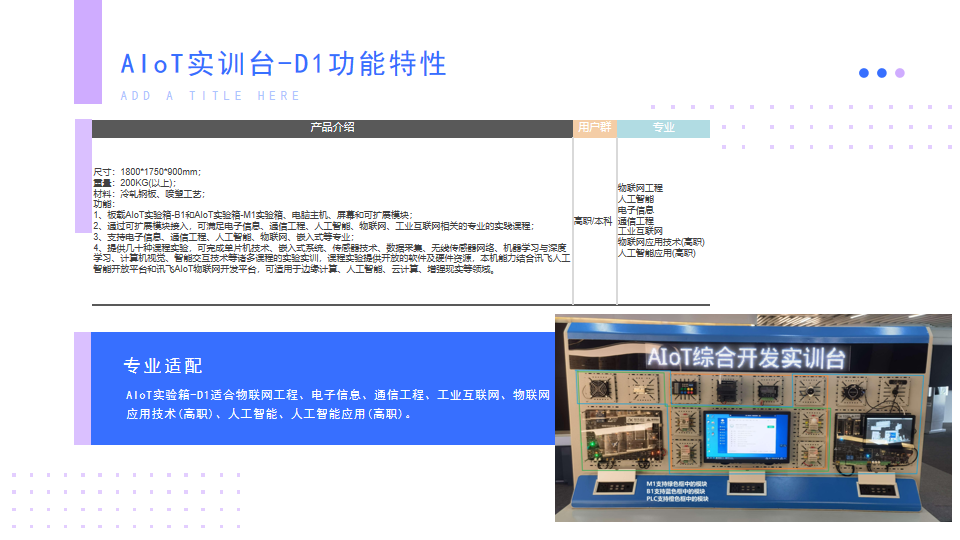 AIoT实训台-D1功能特性
ADD A TITLE HERE
产品介绍
用户群
专业
尺寸：1800*1750*900mm；
重量：200KG(以上)；
材料：冷轧钢板、喷塑工艺；
功能：
1、板载AIoT实验箱-B1和AIoT实验箱-M1实验箱、电脑主机、屏幕和可扩展模块；
2、通过可扩展模块接入，可满足电子信息、通信工程、人工智能、物联网、工业互联网相关的专业的实践课程；
3、支持电子信息、通信工程、人工智能、物联网、嵌入式等专业；
4、提供几十种课程实验，可完成单片机技术、嵌入式系统、传感器技术、数据采集、无线传感器网络、机器学习与深度
学习、计算机视觉、智能交互技术等诸多课程的实验实训，课程实验提供开放的软件及硬件资源，本机能力结合讯飞人工
智能开放平台和讯飞AIoT物联网开发平台，可适用于边缘计算、人工智能、云计算、增强现实等领域。
高职/本科
物联网工程
人工智能
电子信息
通信工程
工业互联网
物联网应用技术(高职)
人工智能应用(高职)
专业适配
AIoT实验箱-D1适合物联网工程、电子信息、通信工程、工业互联网、物联网
应用技术(高职)、人工智能、人工智能应用(高职)。
AIoT综合开发实训台
M1支持绿色框中的模块
B1支持蓝色框中的模块
PLC支持橙色框中的模块